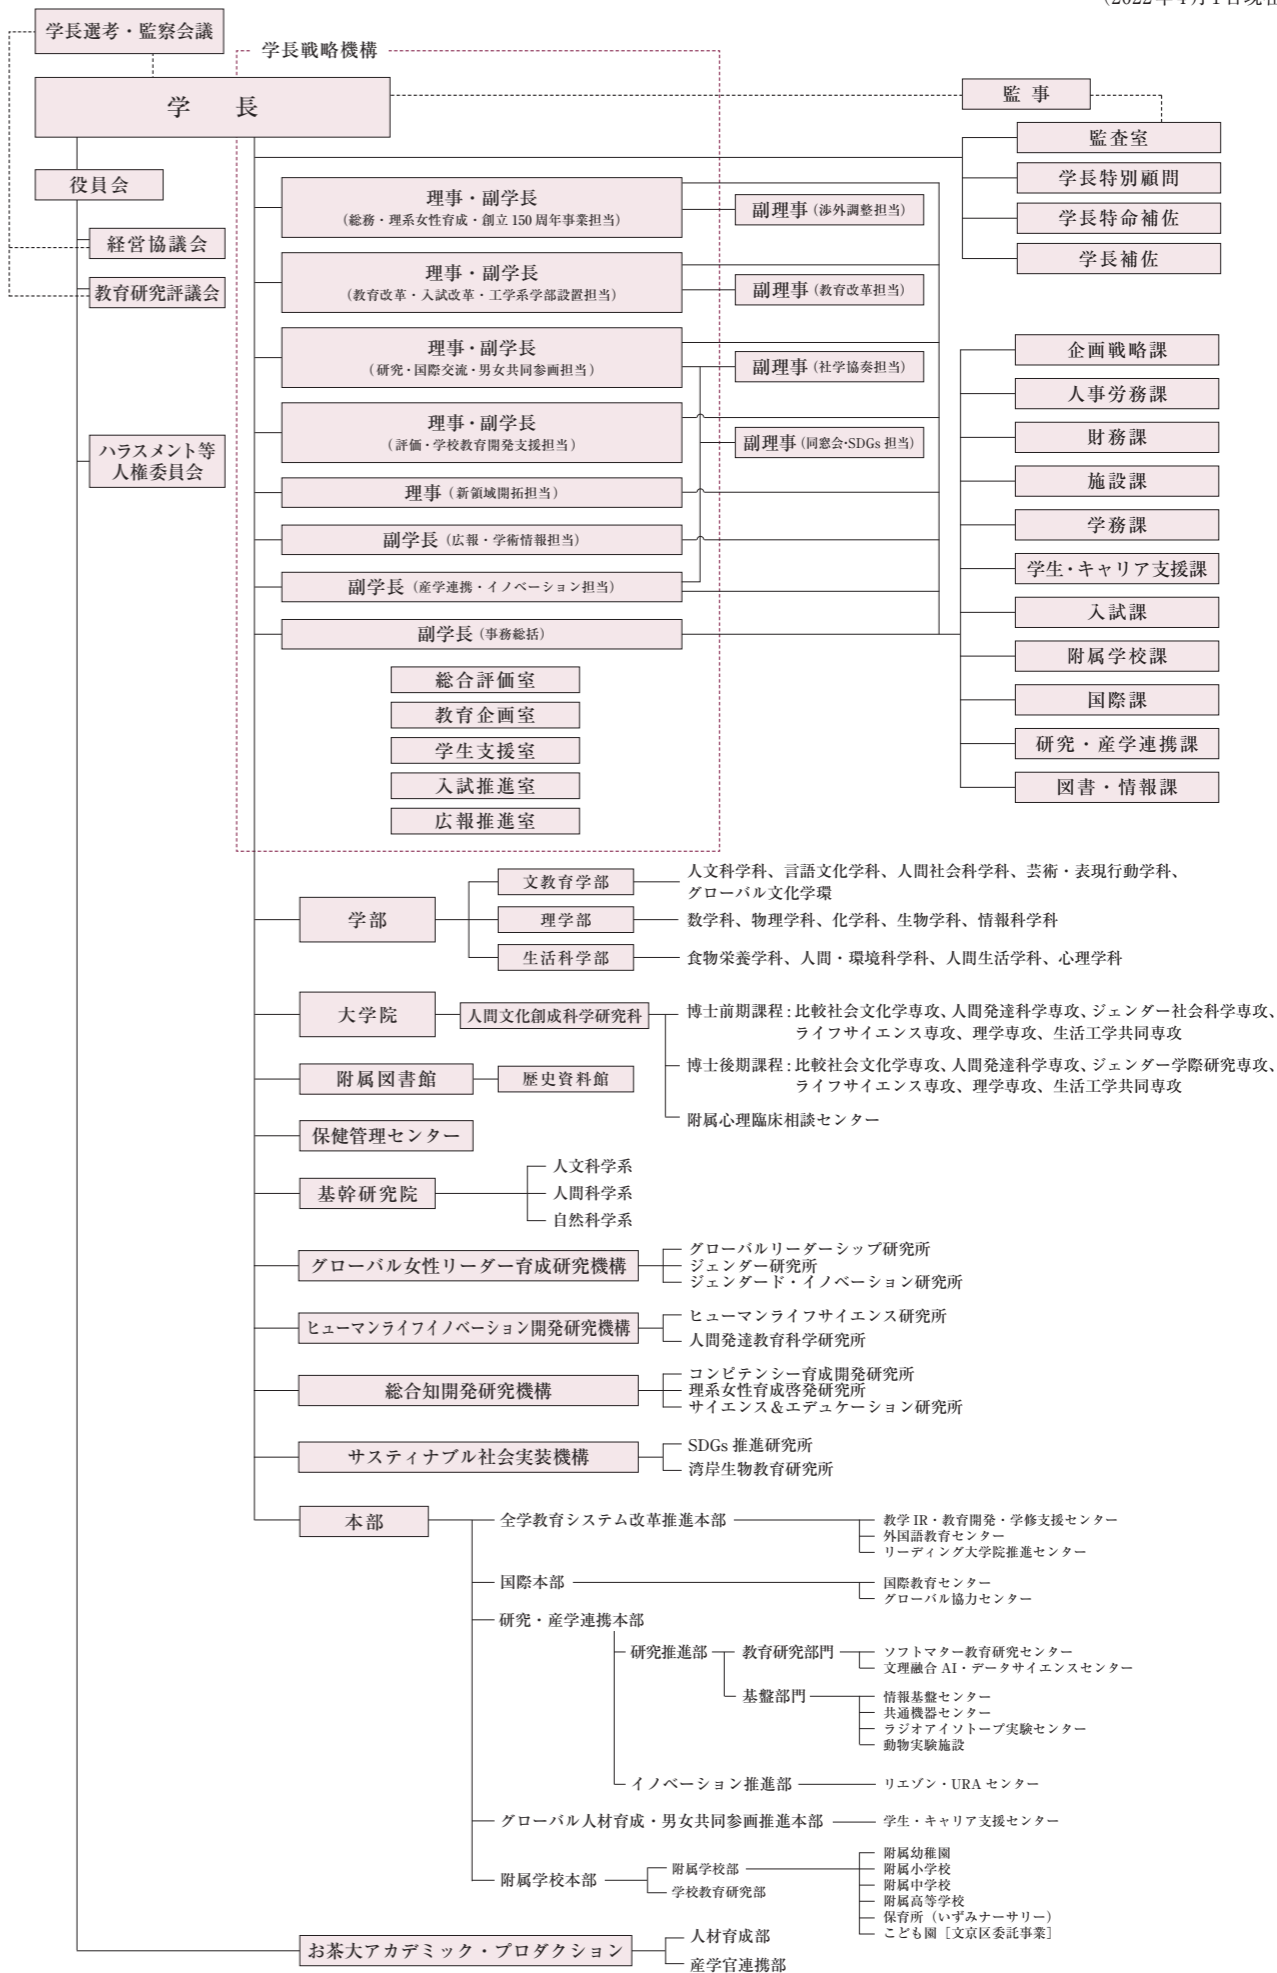 学長選考・監察会議
学長戦略機構
学 長
監 事
監査室
学長特別顧問
学長特命補佐
学長補佐
役員会
経営協議会
教育研究評議会
ハラスメント等
人権委員会
理事・副学長
(総務・理系女性育成・創立150周年事業担当)
副理事(渉外調整担当)
理事・副学長
(教育改革・入試改革・工学系学部設置担当)
副理事(教育改革担当)
理事・副学長
(研究・国際交流・男女共同参画担当)
副理事(社学協奏担当)
理事・副学長
(評価・学校教育開発支援担当)
副理事(同窓会・SDGs担当)
理事(新領域開拓担当)
副学長(広報・学術情報担当)
副学長(産学連携・イノベーション担当)
副学長(事務総括)
総合評価室
教育企画室
学生支援室
入試推進室
広報推進室
企画戦略課
人事労務課
財務課
施設課
学務課
学生・キャリア支援課
入試課
附属学校課
国際課
研究・産学連携課
図書・情報課
学部
文教育学部
人文科学科、言語文化学科、人間社会科学科、芸術・表現行動学科、
グローバル文化学環
理学部
数学科、物理学科、化学科、生物学科、情報科学科
生活科学部
食物栄養学科、人間・環境科学科、人間生活学科、心理学科
大学院
人間文化創成科学研究科
博士前期課程:比較社会文化学専攻、人間発達科学専攻、ジェンダー社会科学専攻、
ライフサイエンス専攻、理学専攻、生活工学共同専攻
博士後期課程:比較社会文化学専攻、人間発達科学専攻、ジェンダー学際研究専攻、
ライフサイエンス専攻、理学専攻、生活工学共同専攻
附属心理臨床相談センター
附属図書館
歴史資料館
保健管理センター
基幹研究院
人文科学系
人間科学系
自然科学系
グローバル女性リーダー育成研究機構
グローバルリーダーシップ研究所
ジェンダー研究所
ジェンダード・イノベーション研究所
ヒューマンライフイノベーション開発研究機構
ヒューマンライフサイエンス研究所
人間発達教育科学研究所
総合知開発研究機構
コンピテンシー育成開発研究所
理系女性育成啓発研究所
サイエンス&エデュケーション研究所
サスティナブル社会実装機構
SDGs推進研究所
湾岸生物教育研究所
本部
全学教育システム改革推進本部
教学IR・教育開発・学修支援センター
外国語教育センター
リーディング大学院推進センター
国際本部
国際教育センター
グローバル協力センター
研究・産学連携本部
研究推進部
教育研究部門
ソフトマター教育研究センター
文理融合AI・データサイエンスセンター
基盤部門
情報基盤センター
共通機器センター
ラジオアイソトープ実験センター
動物実験施設
イノベーション推進部
リエゾン・URAセンター
グローバル人材育成・男女共同参画推進本部
学生・キャリア支援センター
附属学校本部
附属学校部
学校教育研究部
附属幼稚園
附属小学校
附属中学校
附属高等学校
保育所(いずみナーサリー)
こども園[文京区委託事業]
お茶大アカデミック・プロダクション
人材育成部
産学官連携部